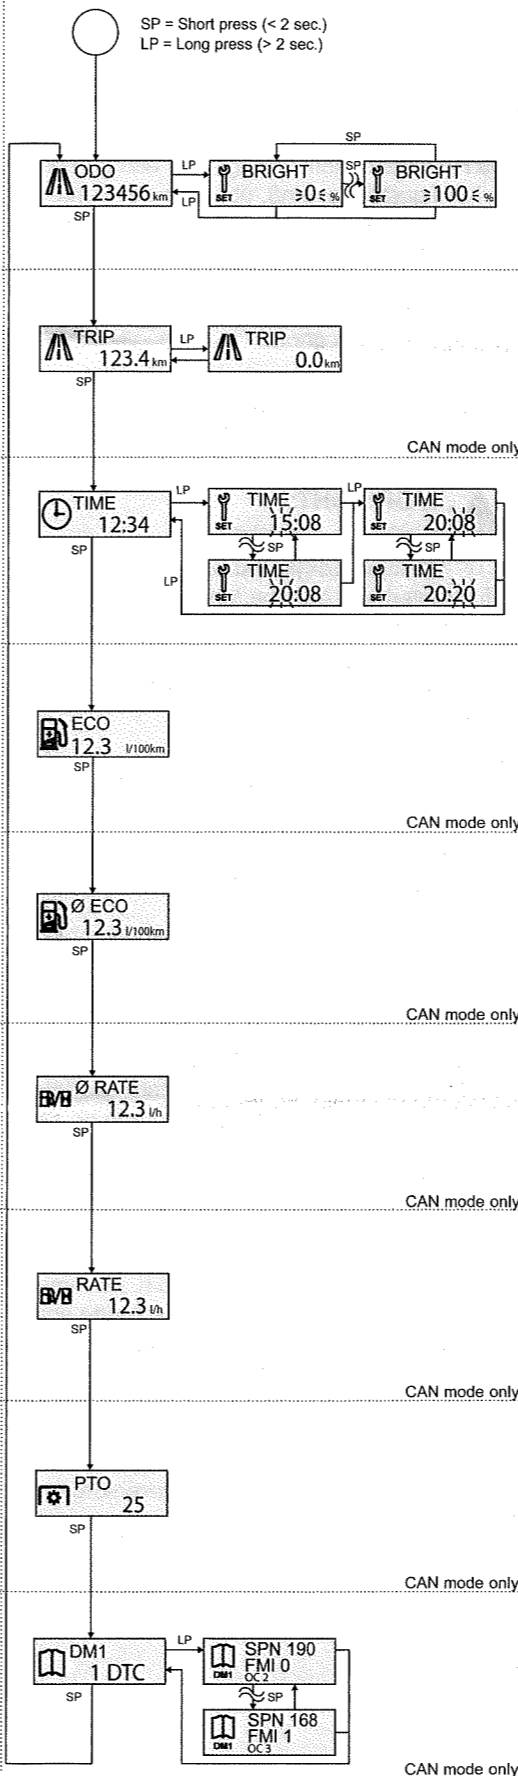 SP = Short press (< 2 sec.)
LP = Long press (> 2 sec.)
SP
ODO
123456 km
LP
LP
SP
BRIGHT
SET
0 %
SP
BRIGHT
SET
100 %
TRIP
123.4 km
LP
SP
TRIP
0.0 km
CAN mode only
TIME
12:34
LP
SP
LP
TIME
SET
15:08
SP
TIME
SET
20:08
LP
TIME
SET
20:08
SP
TIME
SET
20:20
ECO
12.3 l/100km
SP
CAN mode only
Ø ECO
12.3 l/100km
SP
CAN mode only
Ø RATE
12.3 l/h
SP
CAN mode only
RATE
12.3 l/h
SP
CAN mode only
PTO
25
SP
CAN mode only
DM1
1 DTC
LP
SP
SPN 190
FMI 0
DM1
OC 2
SP
SPN 168
FMI 1
DM1
OC 3
CAN mode only